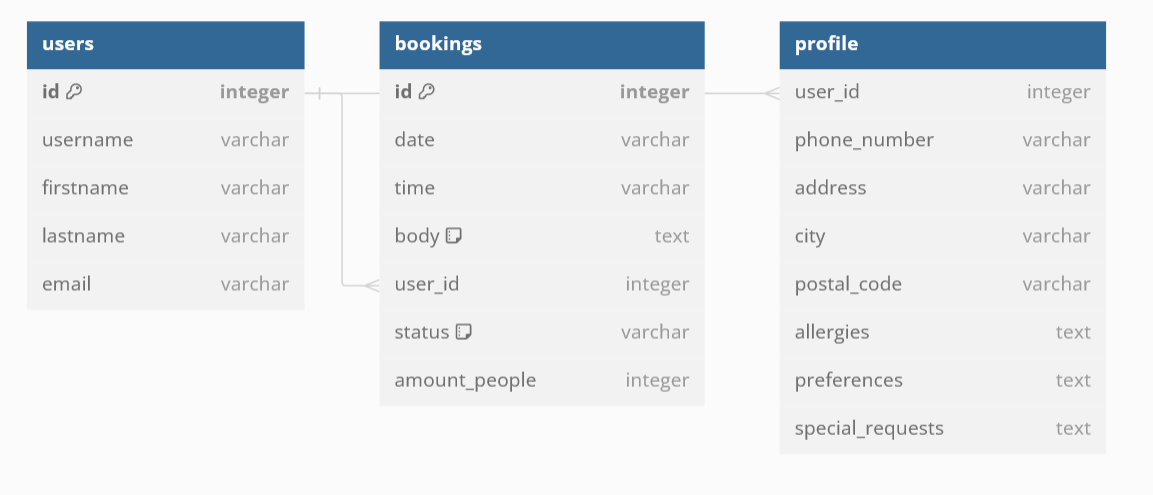 users
id integer
username varchar
firstname varchar
lastname varchar
email varchar
bookings
id integer
date varchar
time varchar
body text
user_id integer
status varchar
amount_people integer
profile
user_id integer
phone_number varchar
address varchar
city varchar
postal_code varchar
allergies text
preferences text
special_requests text